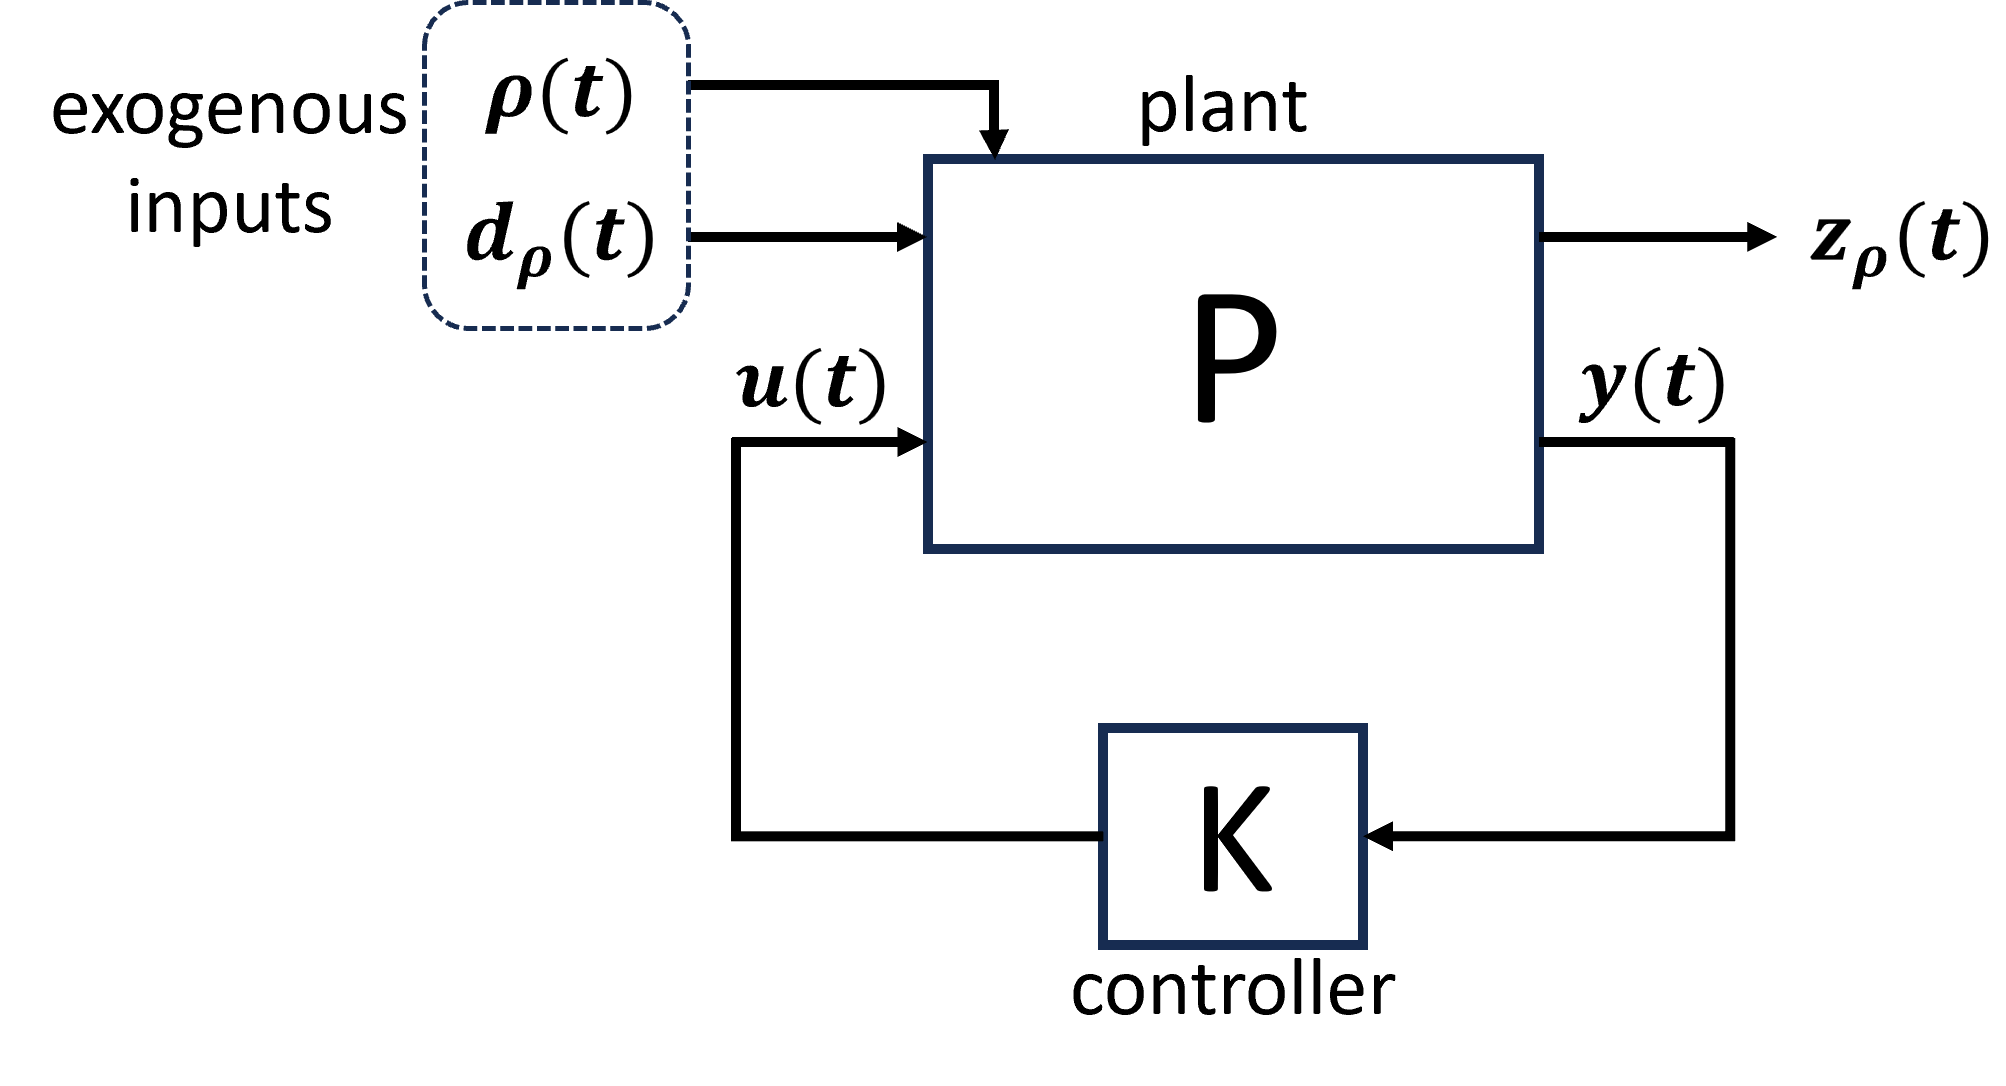 exogenous
inputs
ρ(t)
d_ρ(t)
plant
P
z_ρ(t)
u(t)
y(t)
K
controller